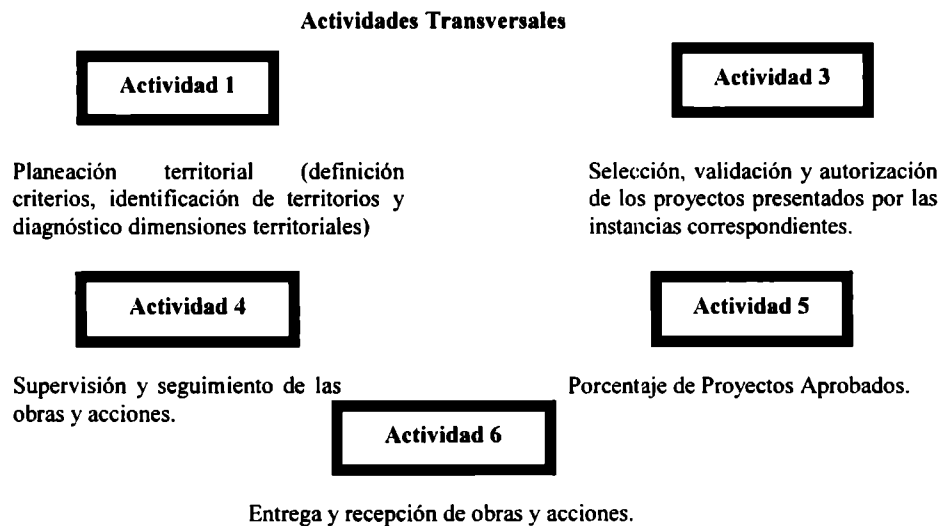 Actividades Transversales
Actividad 1
Planeación territorial (definición
criterios, identificación de territorios y
diagnóstico dimensiones territoriales)
Actividad 3
Selección, validación y autorización
de los proyectos presentados por las
instancias correspondientes.
Actividad 4
Supervisión y seguimiento de las
obras y acciones.
Actividad 5
Porcentaje de Proyectos Aprobados.
Actividad 6
Entrega y recepción de obras y acciones.